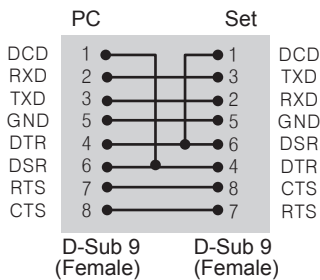 PC Set
DCD 1 1 DCD
RXD 2 3 TXD
TXD 3 2 RXD
GND 5 5 GND
DTR 4 6 DSR
DSR 6 4 DTR
RTS 7 8 CTS
CTS 8 7 RTS
D-Sub 9 D-Sub 9
(Female) (Female)